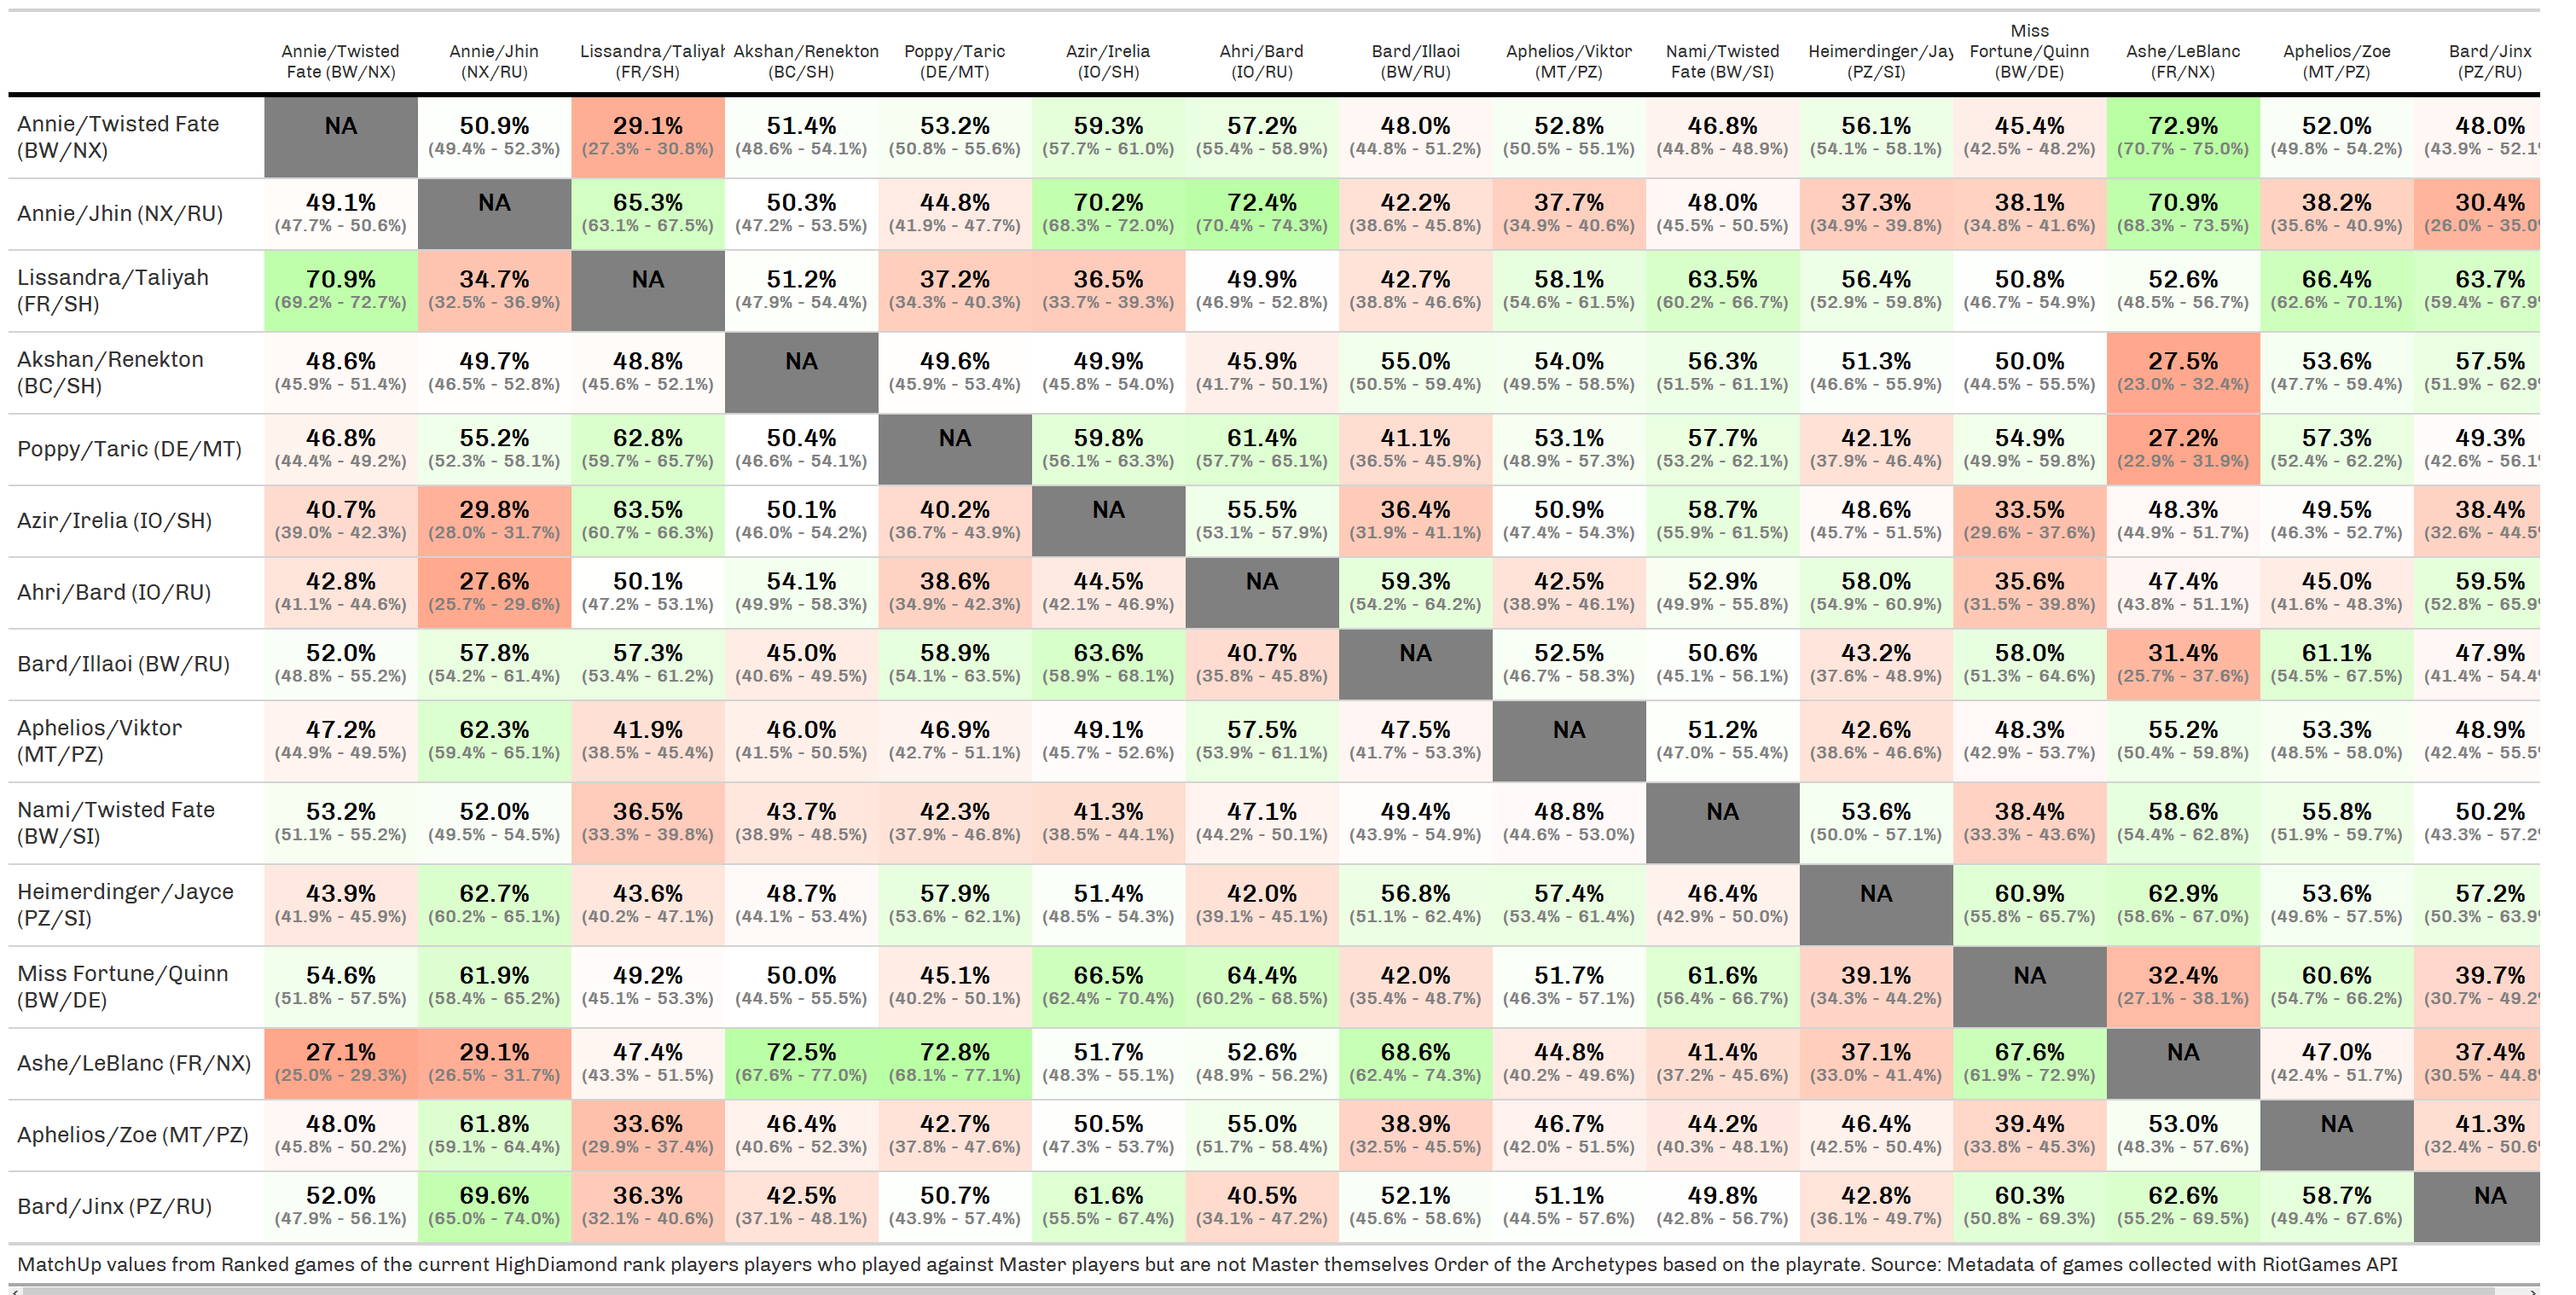 Annie/Twisted Fate (BW/NX) Annie/Jhin (NX/RU) Lissandra/Taliyah (FR/SH) Akshan/Renekton (BC/SH) Poppy/Taric (DE/MT) Azir/Irelia (IO/SH) Ahri/Bard (IO/RU) Bard/Illaoi (BW/RU) Aphelios/Viktor (MT/PZ) Nami/Twisted Fate (BW/SI) Heimerdinger/Jay (PZ/SI) Miss Fortune/Quinn (BW/DE) Ashe/LeBlanc (FR/NX) Aphelios/Zoe (MT/PZ) Bard/Jinx (PZ/RU)
Annie/Twisted Fate (BW/NX) NA 50.9% 29.1% 51.4% 53.2% 59.3% 57.2% 48.0% 52.8% 46.8% 56.1% 45.4% 72.9% 52.0% 48.0%
(49.4% - 52.3%) (27.3% - 30.8%) (48.6% - 54.1%) (50.8% - 55.6%) (57.7% - 61.0%) (55.4% - 58.9%) (44.8% - 51.2%) (50.5% - 55.1%) (44.8% - 48.9%) (54.1% - 58.1%) (42.5% - 48.2%) (70.7% - 75.0%) (49.8% - 54.2%) (43.9% - 52.1%
Annie/Jhin (NX/RU) 49.1% NA 65.3% 50.3% 44.8% 70.2% 72.4% 42.2% 37.7% 48.0% 37.3% 38.1% 70.9% 38.2% 30.4%
(47.7% - 50.6%) (63.1% - 67.5%) (47.2% - 53.5%) (41.9% - 47.7%) (68.3% - 72.0%) (70.4% - 74.3%) (38.6% - 45.8%) (34.9% - 40.6%) (45.5% - 50.5%) (34.9% - 39.8%) (34.8% - 41.6%) (68.3% - 73.5%) (35.6% - 40.9%) (26.0% - 35.0
Lissandra/Taliyah (FR/SH) 70.9% 34.7% NA 51.2% 37.2% 36.5% 49.9% 42.7% 58.1% 63.5% 56.4% 50.8% 52.6% 66.4% 63.7%
(69.2% - 72.7%) (32.5% - 36.9%) (47.9% - 54.4%) (34.3% - 40.3%) (33.7% - 39.3%) (46.9% - 52.8%) (38.8% - 46.6%) (54.6% - 61.5%) (60.2% - 66.7%) (52.9% - 59.8%) (46.7% - 54.9%) (48.5% - 56.7%) (62.6% - 70.1%) (59.4% - 67.9
Akshan/Renekton (BC/SH) 48.6% 49.7% 48.8% NA 49.6% 49.9% 45.9% 55.0% 54.0% 56.3% 51.3% 50.0% 27.5% 53.6% 57.5%
(45.9% - 51.4%) (46.5% - 52.8%) (45.6% - 52.1%) (45.9% - 53.4%) (45.8% - 54.0%) (41.7% - 50.1%) (50.5% - 59.4%) (49.5% - 58.5%) (51.5% - 61.1%) (46.6% - 55.9%) (44.5% - 55.5%) (23.0% - 32.4%) (47.7% - 59.4%) (51.9% - 62.9
Poppy/Taric (DE/MT) 46.8% 55.2% 62.8% 50.4% NA 59.8% 61.4% 41.1% 53.1% 57.7% 42.1% 54.9% 27.2% 57.3% 49.3%
(44.4% - 49.2%) (52.3% - 58.1%) (59.7% - 65.7%) (46.6% - 54.1%) (56.1% - 63.3%) (57.7% - 65.1%) (36.5% - 45.9%) (48.9% - 57.3%) (53.2% - 62.1%) (37.9% - 46.4%) (49.9% - 59.8%) (22.9% - 31.9%) (52.4% - 62.2%) (42.6% - 56.1
Azir/Irelia (IO/SH) 40.7% 29.8% 63.5% 50.1% 40.2% NA 55.5% 36.4% 50.9% 58.7% 48.6% 33.5% 48.3% 49.5% 38.4%
(39.0% - 42.3%) (28.0% - 31.7%) (60.7% - 66.3%) (46.0% - 54.2%) (36.7% - 43.9%) (53.1% - 57.9%) (31.9% - 41.1%) (47.4% - 54.3%) (55.9% - 61.5%) (45.7% - 51.5%) (29.6% - 37.6%) (44.9% - 51.7%) (46.3% - 52.7%) (32.6% - 44.5
Ahri/Bard (IO/RU) 42.8% 27.6% 50.1% 54.1% 38.6% 44.5% NA 59.3% 42.5% 52.9% 58.0% 35.6% 47.4% 45.0% 59.5%
(41.1% - 44.6%) (25.7% - 29.6%) (47.2% - 53.1%) (49.9% - 58.3%) (34.9% - 42.3%) (42.1% - 46.9%) (54.2% - 64.2%) (38.9% - 46.1%) (49.9% - 55.8%) (54.9% - 60.9%) (31.5% - 39.8%) (43.8% - 51.1%) (41.6% - 48.3%) (52.8% - 65.9
Bard/Illaoi (BW/RU) 52.0% 57.8% 57.3% 45.0% 58.9% 63.6% 40.7% NA 52.5% 50.6% 43.2% 58.0% 31.4% 61.1% 47.9%
(48.8% - 55.2%) (54.2% - 61.4%) (53.4% - 61.2%) (40.6% - 49.5%) (54.1% - 63.5%) (58.9% - 68.1%) (35.8% - 45.8%) (46.7% - 58.3%) (45.1% - 56.1%) (37.6% - 48.9%) (51.3% - 64.6%) (25.7% - 37.6%) (54.5% - 67.5%) (41.4% - 54.4
Aphelios/Viktor (MT/PZ) 47.2% 62.3% 41.9% 46.0% 46.9% 49.1% 57.5% 47.5% NA 51.2% 42.6% 48.3% 55.2% 53.3% 48.9%
(44.9% - 49.5%) (59.4% - 65.1%) (38.5% - 45.4%) (41.5% - 50.5%) (42.7% - 51.1%) (45.7% - 52.6%) (53.9% - 61.1%) (41.7% - 53.3%) (47.0% - 55.4%) (38.6% - 46.6%) (42.9% - 53.7%) (50.4% - 59.8%) (48.5% - 58.0%) (42.4% - 55.5
Nami/Twisted Fate (BW/SI) 53.2% 52.0% 36.5% 43.7% 42.3% 41.3% 47.1% 49.4% 48.8% NA 53.6% 38.4% 58.6% 55.8% 50.2%
(51.1% - 55.2%) (49.5% - 54.5%) (33.3% - 39.8%) (38.9% - 48.5%) (37.9% - 46.8%) (38.5% - 44.1%) (44.2% - 50.1%) (43.9% - 54.9%) (44.6% - 53.0%) (50.0% - 57.1%) (33.3% - 43.6%) (54.4% - 62.8%) (51.9% - 59.7%) (43.3% - 57.2
Heimerdinger/Jayce (PZ/SI) 43.9% 62.7% 43.6% 48.7% 57.9% 51.4% 42.0% 56.8% 57.4% 46.4% NA 60.9% 62.9% 53.6% 57.2%
(41.9% - 45.9%) (60.2% - 65.1%) (40.2% - 47.1%) (44.1% - 53.4%) (53.6% - 62.1%) (48.5% - 54.3%) (39.1% - 45.1%) (51.1% - 62.4%) (53.4% - 61.4%) (42.9% - 50.0%) (55.8% - 65.7%) (58.6% - 67.0%) (49.6% - 57.5%) (50.3% - 63.9
Miss Fortune/Quinn (BW/DE) 54.6% 61.9% 49.2% 50.0% 45.1% 66.5% 64.4% 42.0% 51.7% 61.6% 39.1% NA 32.4% 60.6% 39.7%
(51.8% - 57.5%) (58.4% - 65.2%) (45.1% - 53.3%) (44.5% - 55.5%) (40.2% - 50.1%) (62.4% - 70.4%) (60.2% - 68.5%) (35.4% - 48.7%) (46.3% - 57.1%) (56.4% - 66.7%) (34.3% - 44.2%) (27.1% - 38.1%) (54.7% - 66.2%) (30.7% - 49.2
Ashe/LeBlanc (FR/NX) 27.1% 29.1% 47.4% 72.5% 72.8% 51.7% 52.6% 68.6% 44.8% 41.4% 37.1% 67.6% NA 47.0% 37.4%
(25.0% - 29.3%) (26.5% - 31.7%) (43.3% - 51.5%) (67.6% - 77.0%) (68.1% - 77.1%) (48.3% - 55.1%) (48.9% - 56.2%) (62.4% - 74.3%) (40.2% - 49.6%) (37.2% - 45.6%) (33.0% - 41.4%) (61.9% - 72.9%) (42.4% - 51.7%) (30.5% - 44.8
Aphelios/Zoe (MT/PZ) 48.0% 61.8% 33.6% 46.4% 42.7% 50.5% 55.0% 38.9% 46.7% 44.2% 46.4% 39.4% 53.0% NA 41.3%
(45.8% - 50.2%) (59.1% - 64.4%) (29.9% - 37.4%) (40.6% - 52.3%) (37.8% - 47.6%) (47.3% - 53.7%) (51.7% - 58.4%) (32.5% - 45.5%) (42.0% - 51.5%) (40.3% - 48.1%) (42.5% - 50.4%) (33.8% - 45.3%) (48.3% - 57.6%) (32.4% - 50.6
Bard/Jinx (PZ/RU) 52.0% 69.6% 36.3% 42.5% 50.7% 61.6% 40.5% 52.1% 51.1% 49.8% 42.8% 60.3% 62.6% 58.7% NA
(47.9% - 56.1%) (65.0% - 74.0%) (32.1% - 40.6%) (37.1% - 48.1%) (43.9% - 57.4%) (55.5% - 67.4%) (34.1% - 47.2%) (45.6% - 58.6%) (44.5% - 57.6%) (42.8% - 56.7%) (36.1% - 49.7%) (50.8% - 69.3%) (55.2% - 69.5%) (49.4% - 67.6%)
MatchUp values from Ranked games of the current HighDiamond rank players players who played against Master players but are not Master themselves Order of the Archetypes based on the playrate. Source: Metadata of games collected with RiotGames API